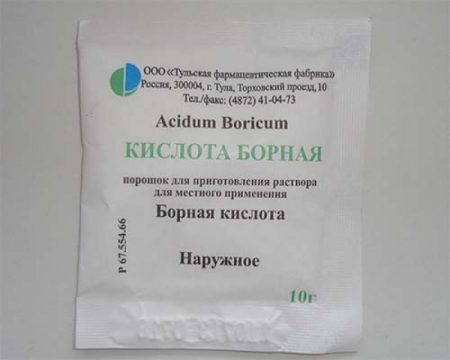 ООО «Тульская фармацевтическая фабрика»
Россия, 300004, г. Тула, Торховский проезд, 10
Тел./факс: (4872) 41-04-73
Acidum Boricum
КИСЛОТА БОРНАЯ
порошок для приготовления раствора
для местного применения
Борная кислота
Наружное
10г
Р 67.554.66